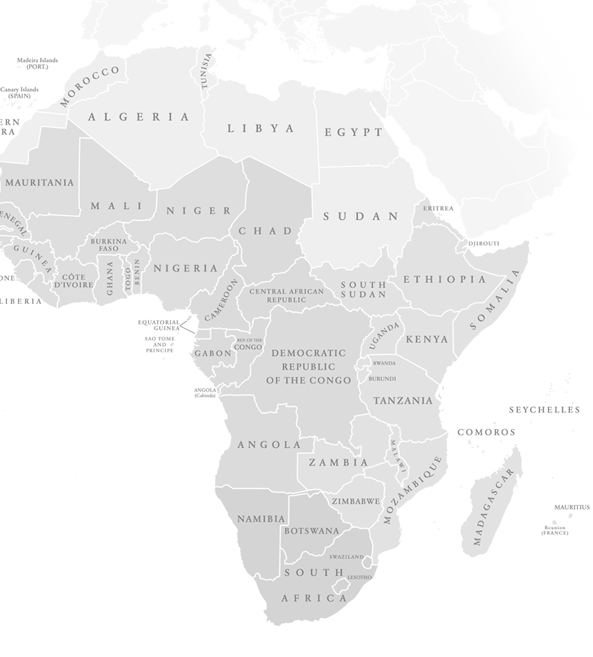 Madeira Islands
(PORT.)
Canary Islands
(SPAIN)
MOROCCO
TUNISIA
ALGERIA
LIBYA
EGYPT
ERN
RA
MAURITANIA
MALI
NIGER
CHAD
SUDAN
ERITREA
DJIBOUTI
ENEGAL
GUINEA
ONE
LIBERIA
CÔTE
D'IVOIRE
BURKINA
FASO
GHANA
TOGO
BENIN
NIGERIA
CAMEROON
CENTRAL AFRICAN
REPUBLIC
SOUTH
SUDAN
ETHIOPIA
SOMALIA
EQUATORIAL
GUINEA
SAO TOME
AND
PRINCIPE
GABON
REP. OF THE
CONGO
DEMOCRATIC
REPUBLIC
OF THE CONGO
UGANDA
KENYA
RWANDA
BURUNDI
TANZANIA
ANGOLA
(Cabinda)
SEYCHELLES
COMOROS
ANGOLA
ZAMBIA
MALAWI
MOZAMBIQUE
MADAGASCAR
MAURITIUS
Reunion
(FRANCE)
ZIMBABWE
NAMIBIA
BOTSWANA
SWAZILAND
LESOTHO
SOUTH
AFRICA